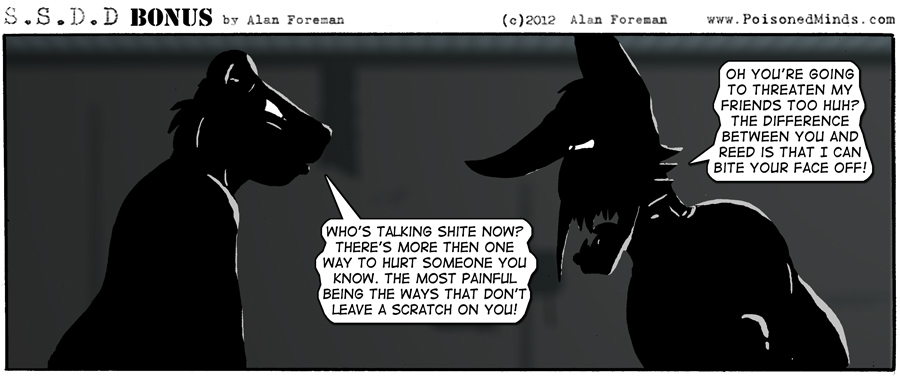 S.S.D.D BONUS by Alan Foreman (c)2012 Alan Foreman www.PoisonedMinds.com
WHO'S TALKING SHITE NOW?
THERE'S MORE THEN ONE
WAY TO HURT SOMEONE YOU
KNOW. THE MOST PAINFUL
BEING THE WAYS THAT DON'T
LEAVE A SCRATCH ON YOU!
OH YOU'RE GOING
TO THREATEN MY
FRIENDS TOO HUH?
THE DIFFERENCE
BETWEEN YOU AND
REED IS THAT I CAN
BITE YOUR FACE OFF!